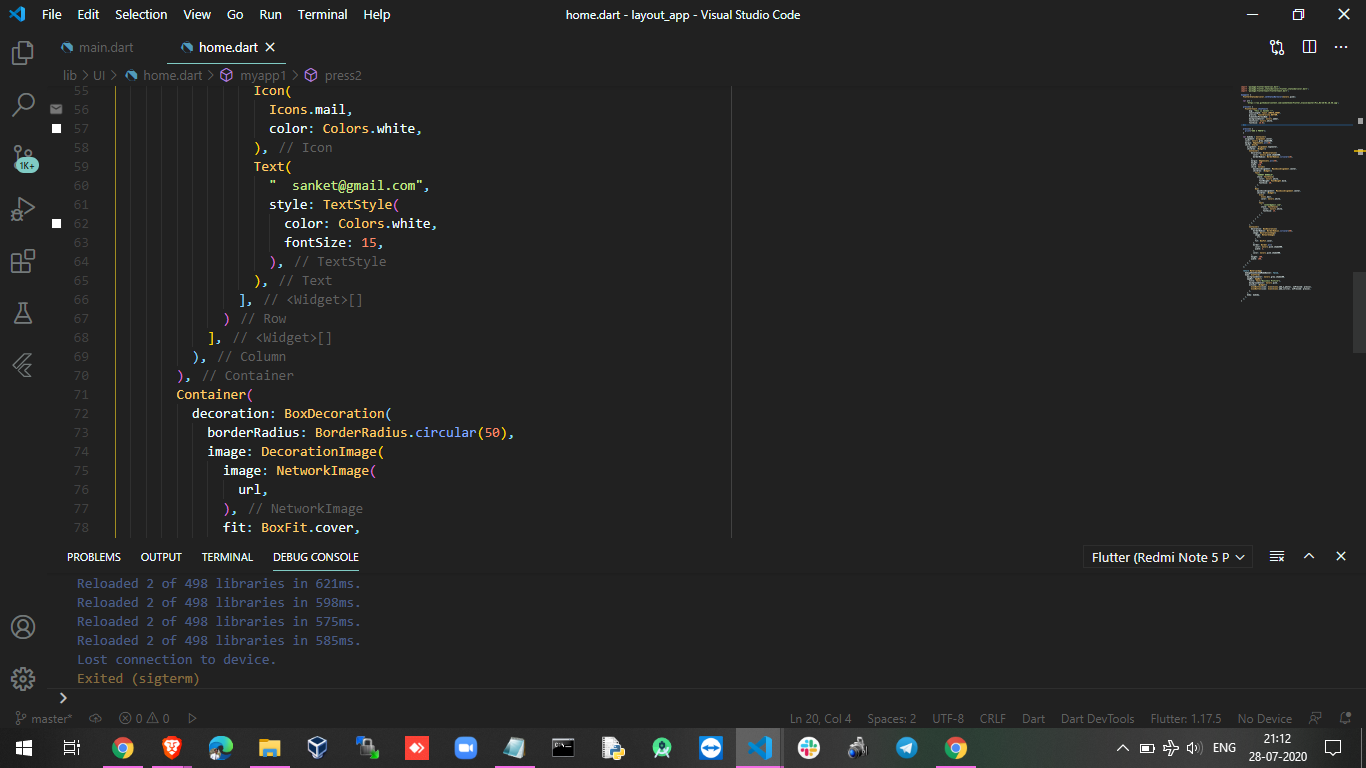 File Edit Selection View Go Run Terminal Help home.dart - layout_app - Visual Studio Code
main.dart home.dart
lib > UI > home.dart > myapp1 > press2
55 Icon(
56 Icons.mail,
57 color: Colors.white,
58 ), // Icon
59 Text(
60 "  sanket@gmail.com",
61 style: TextStyle(
62 color: Colors.white,
63 fontSize: 15,
64 ), // TextStyle
65 ), // Text
66 ], // <Widget>[]
67 ) // Row
68 ], // <Widget>[]
69 ), // Column
70 ), // Container
71 Container(
72 decoration: BoxDecoration(
73 borderRadius: BorderRadius.circular(50),
74 image: DecorationImage(
75 image: NetworkImage(
76 url,
77 ), // NetworkImage
78 fit: BoxFit.cover,
1K+
PROBLEMS OUTPUT TERMINAL DEBUG CONSOLE Flutter (Redmi Note 5 P
Reloaded 2 of 498 libraries in 621ms.
Reloaded 2 of 498 libraries in 598ms.
Reloaded 2 of 498 libraries in 575ms.
Reloaded 2 of 498 libraries in 585ms.
Lost connection to device.
Exited (sigterm)
master* 0 0 Ln 20, Col 4 Spaces: 2 UTF-8 CRLF Dart Dart DevTools Flutter: 1.17.5 No Device
ENG 21:12
28-07-2020